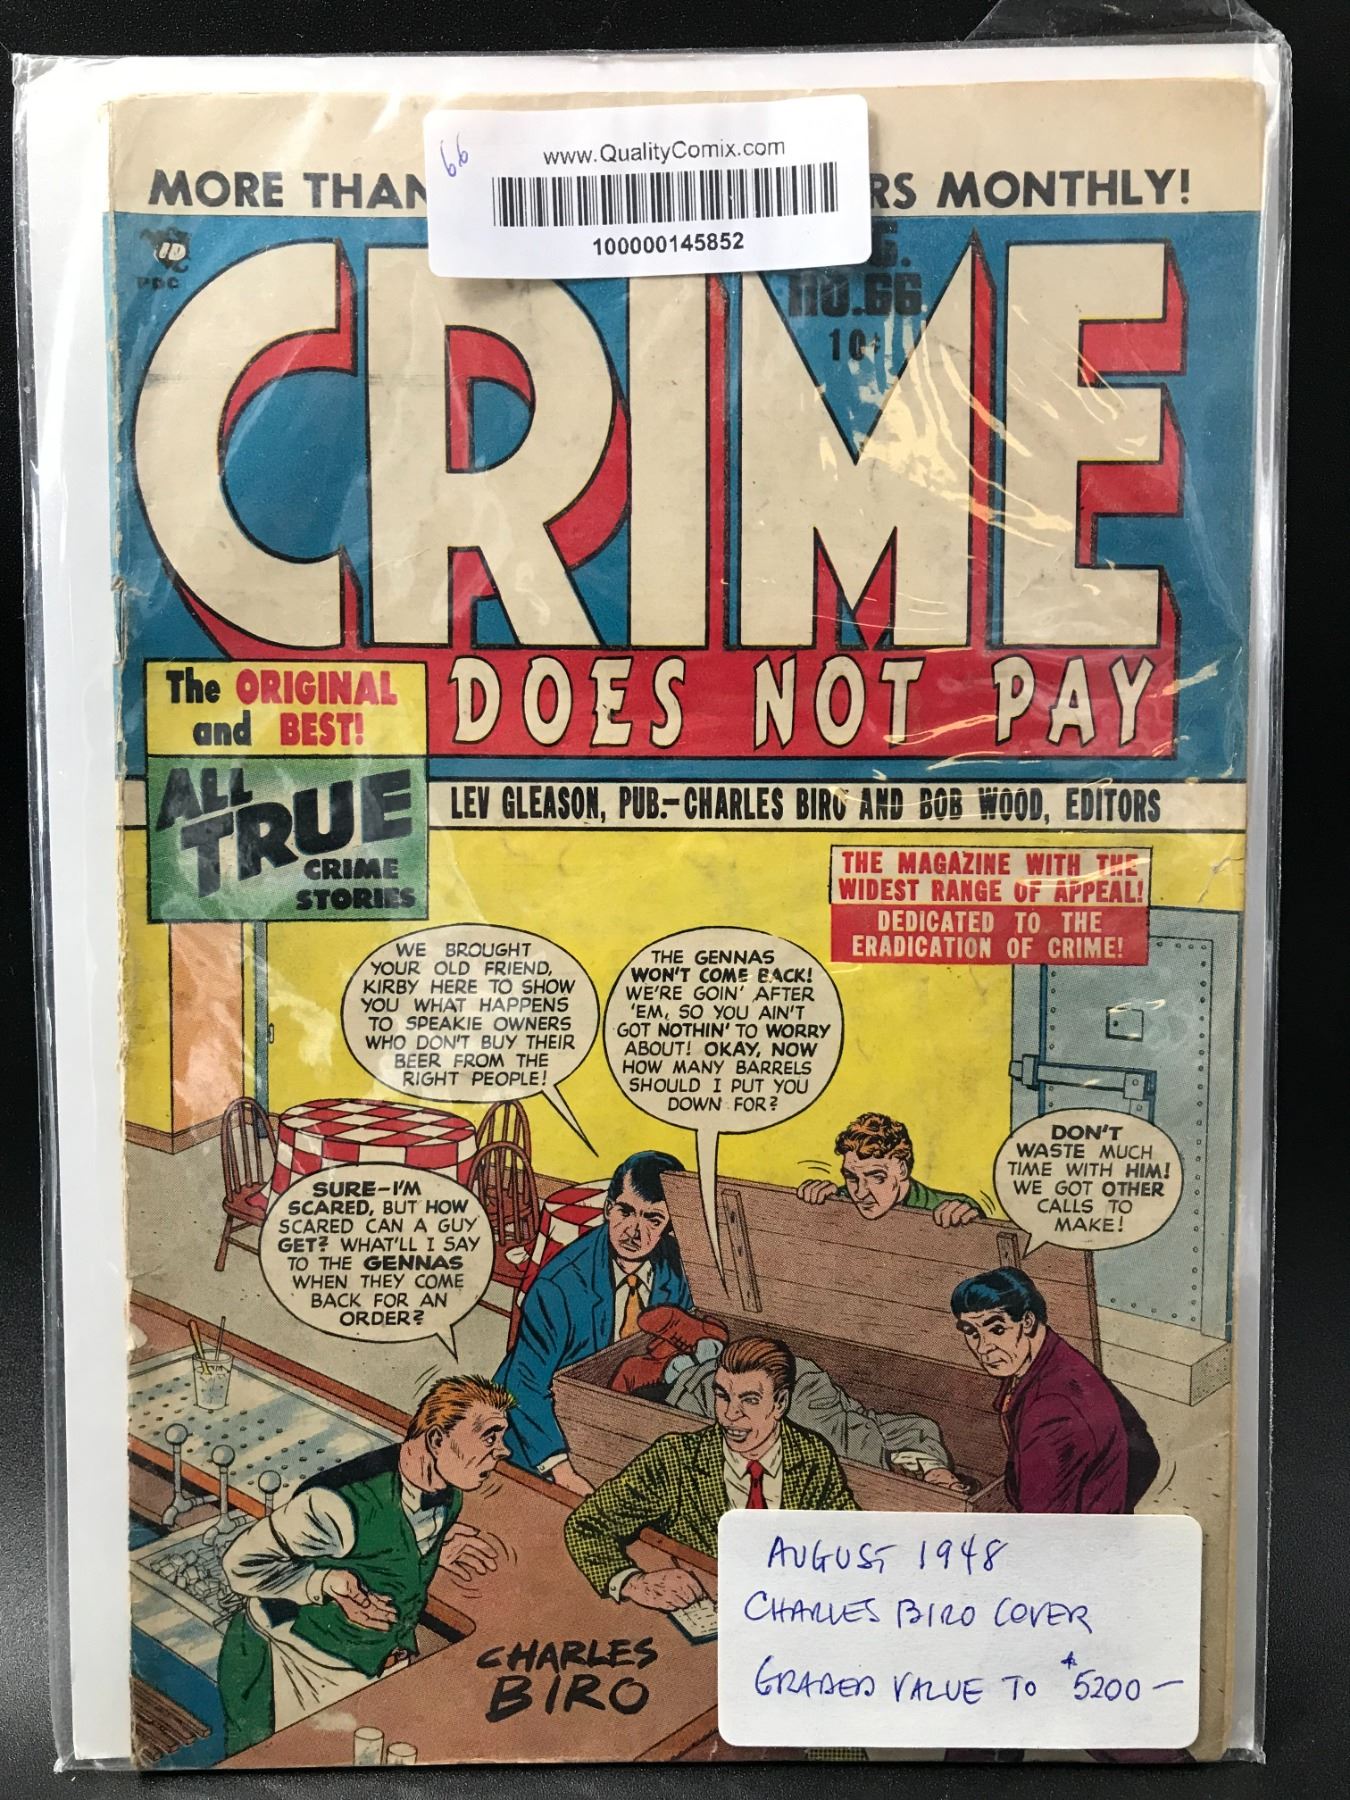 66
www.QualityComix.com
100000145852
MORE THAN RS MONTHLY!
PDC
CRIME
NO.66
10¢
DOES NOT PAY
The ORIGINAL
and BEST!
ALL
TRUE
CRIME
STORIES
LEV GLEASON, PUB.-CHARLES BIRO AND BOB WOOD, EDITORS
THE MAGAZINE WITH THE
WIDEST RANGE OF APPEAL!
DEDICATED TO THE
ERADICATION OF CRIME!
WE BROUGHT
YOUR OLD FRIEND,
KIRBY HERE TO SHOW
YOU WHAT HAPPENS
TO SPEAKIE OWNERS
WHO DON'T BUY THEIR
BEER FROM THE
RIGHT PEOPLE!
THE GENNAS
WON'T COME BACK!
WE'RE GOIN' AFTER
'EM, SO YOU AIN'T
GOT NOTHIN' TO WORRY
ABOUT! OKAY, NOW
HOW MANY BARRELS
SHOULD I PUT YOU
DOWN FOR?
DON'T
WASTE MUCH
TIME WITH HIM!
WE GOT OTHER
CALLS TO
MAKE!
SURE-I'M
SCARED, BUT HOW
SCARED CAN A GUY
GET? WHAT'LL I SAY
TO THE GENNAS
WHEN THEY COME
BACK FOR AN
ORDER?
CHARLES
BIRO
AUGUST 1948
CHARLES BIRO COVER
GRADED VALUE TO $5200-